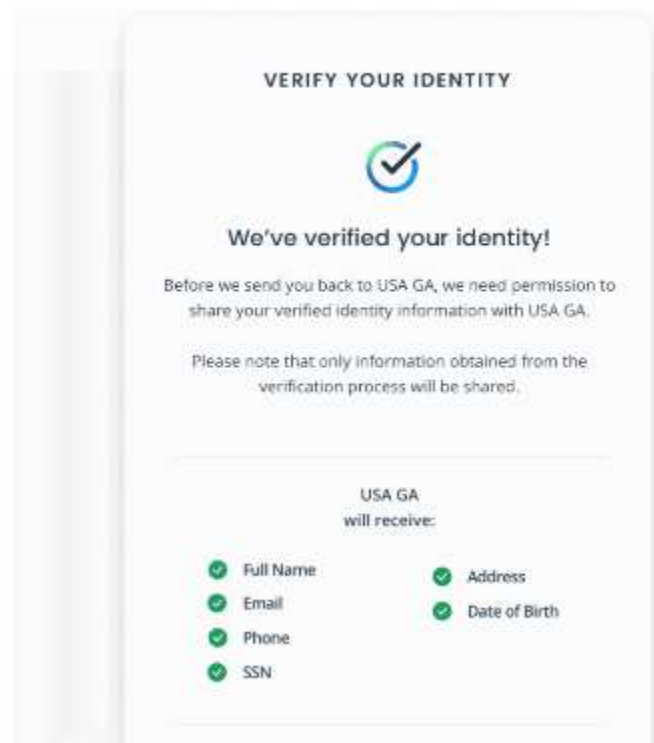 VERIFY YOUR IDENTITY
We've verified your identity!
Before we send you back to USA GA, we need permission to
share your verified identity information with USA GA.
Please note that only information obtained from the
verification process will be shared.
USA GA
will receive:
Full Name
Email
Phone
SSN
Address
Date of Birth